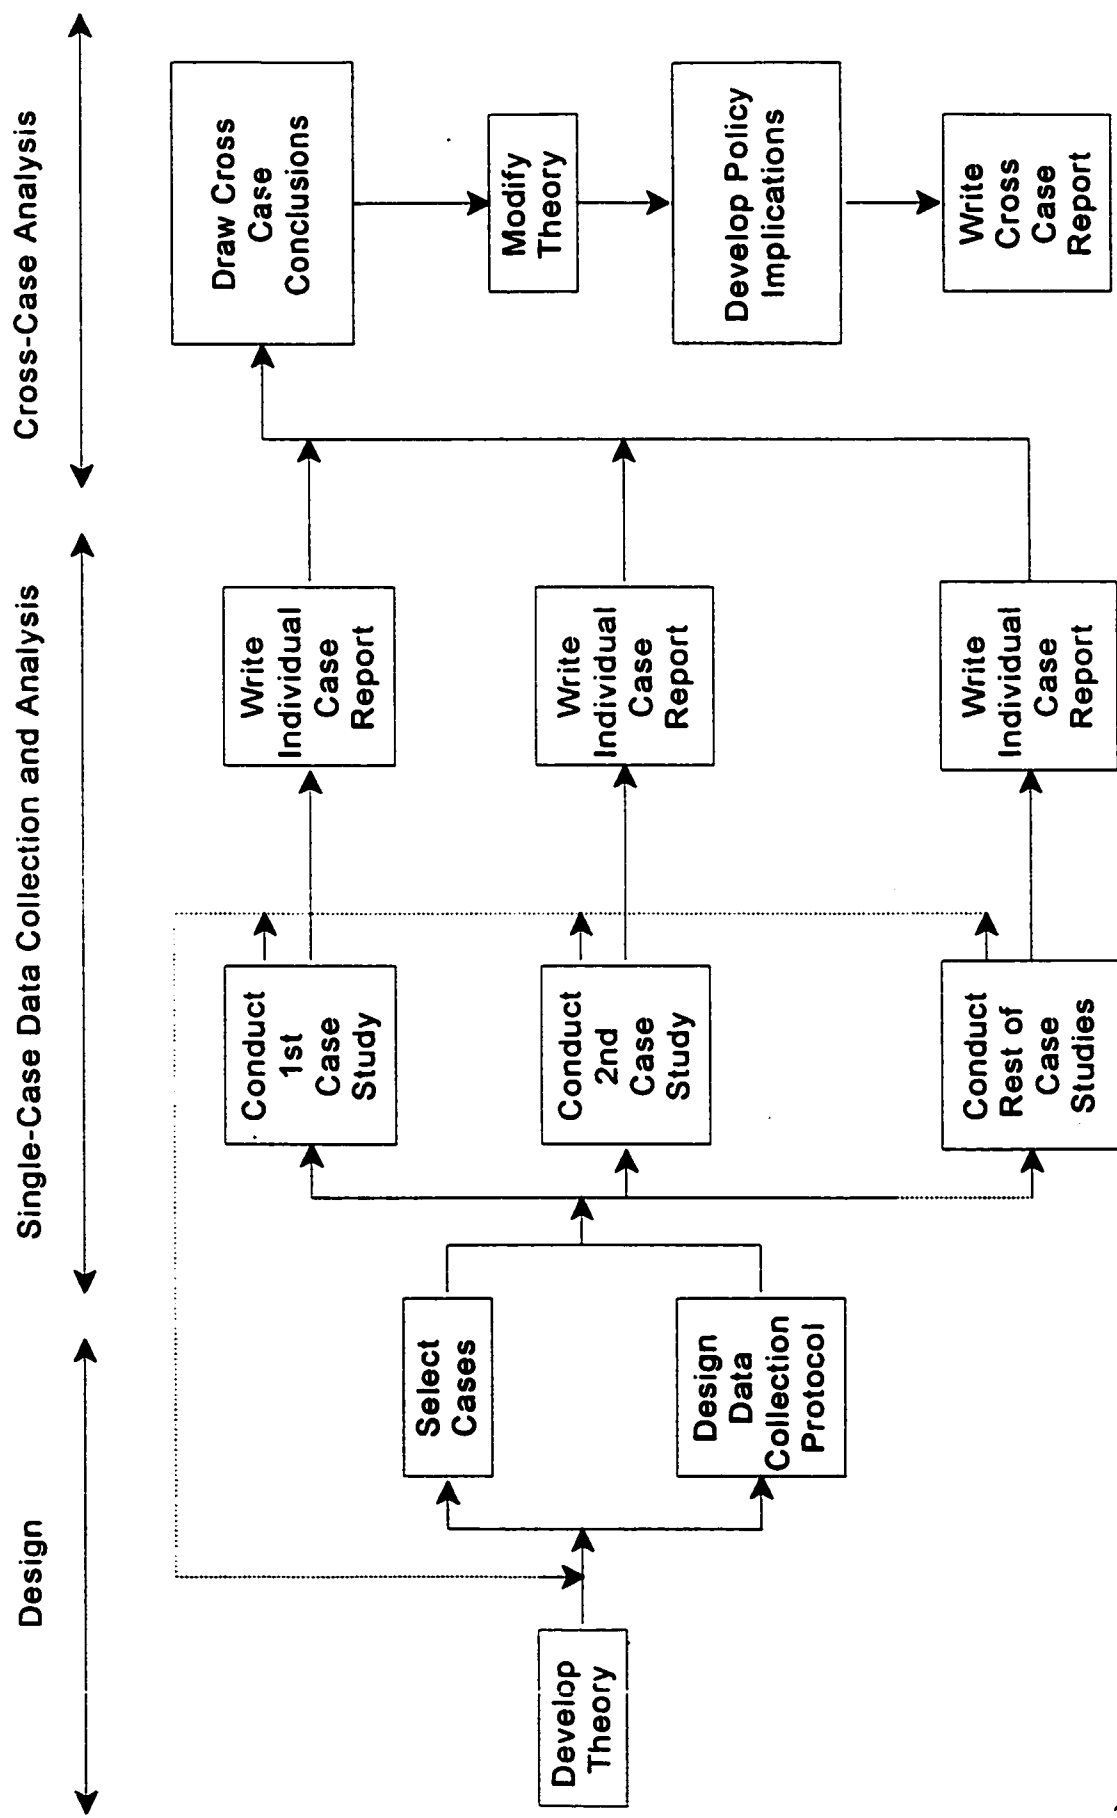 Design
Single-Case Data Collection and Analysis
Cross-Case Analysis
Develop
Theory
Select
Cases
Design
Data
Collection
Protocol
Conduct
1st
Case
Study
Conduct
2nd
Case
Study
Conduct
Rest of
Case
Studies
Write
Individual
Case
Report
Write
Individual
Case
Report
Write
Individual
Case
Report
Draw Cross
Case
Conclusions
Modify
Theory
Develop Policy
Implications
Write
Cross
Case
Report